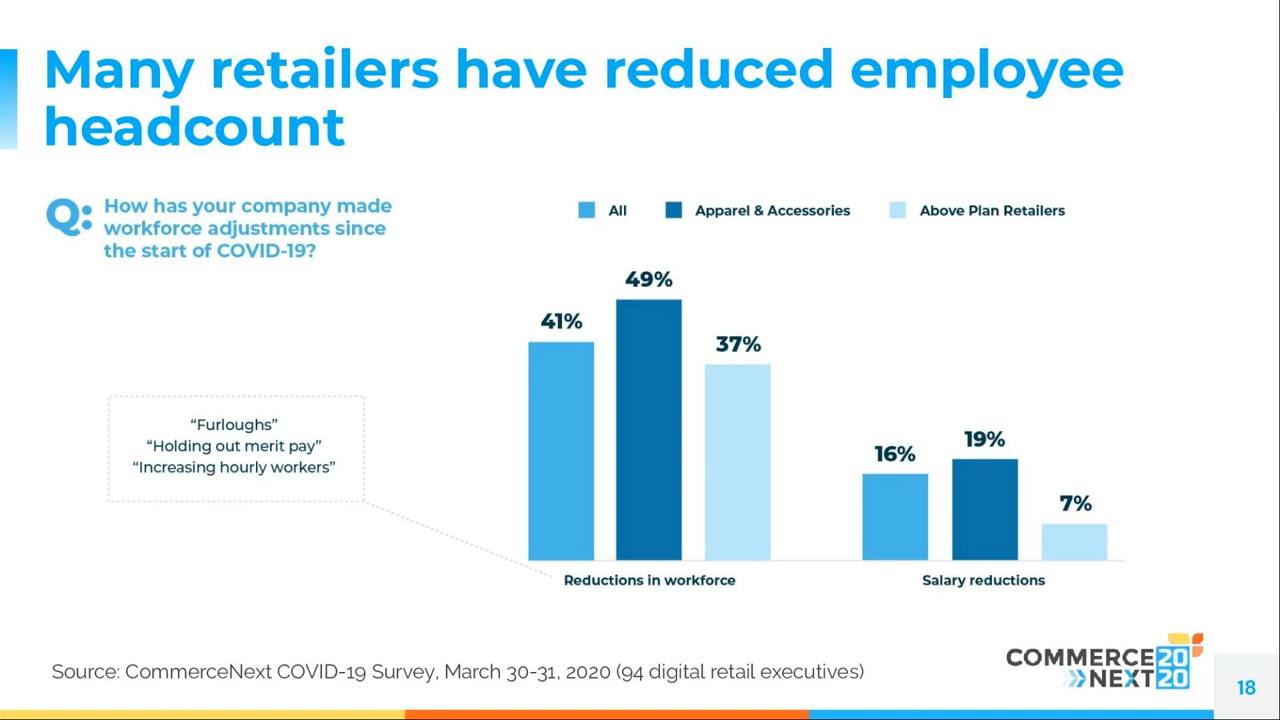 Many retailers have reduced employee
headcount
Q: How has your company made
workforce adjustments since
the start of COVID-19?
All
Apparel & Accessories
Above Plan Retailers
41%
49%
37%
16%
19%
7%
“Furloughs”
“Holding out merit pay”
“Increasing hourly workers”
Reductions in workforce
Salary reductions
Source: CommerceNext COVID-19 Survey, March 30-31, 2020 (94 digital retail executives)
COMMERCE 20
NEXT 20
18